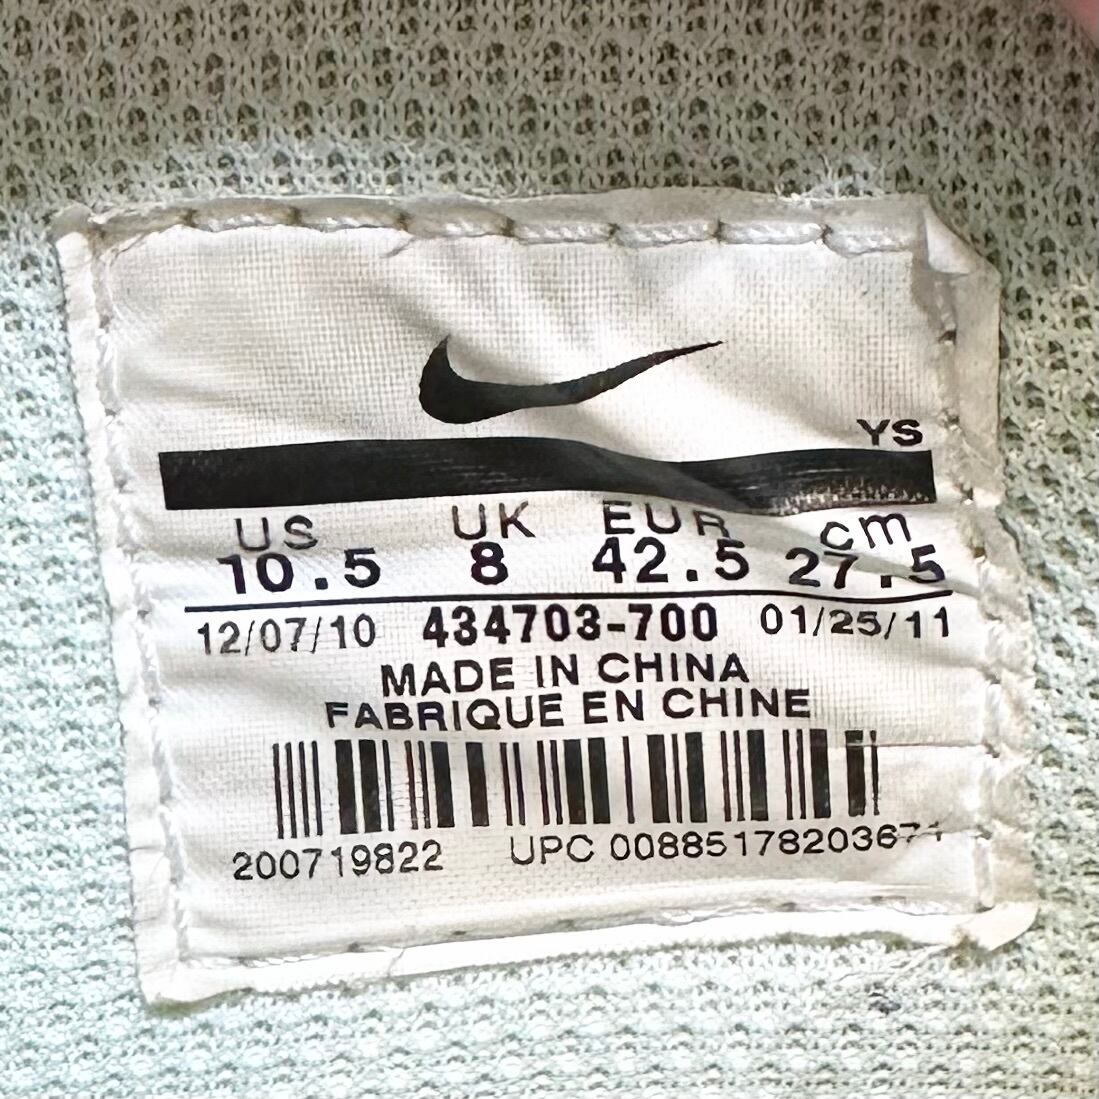 YS
US UK EUR cm
10.5 8 42.5 27.5
12/07/10 434703-700 01/25/11
MADE IN CHINA
FABRIQUE EN CHINE
200719822 UPC